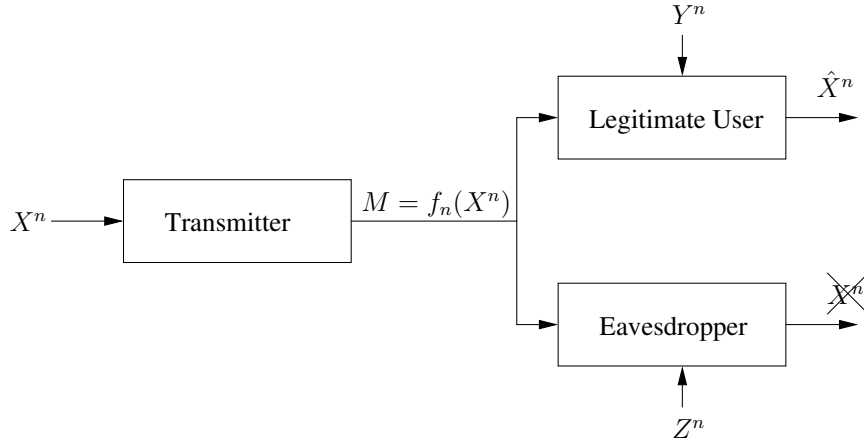 Y^n
Legitimate User
X̂^n
X^n
Transmitter
M = f_n(X^n)
Eavesdropper
X^n
Z^n